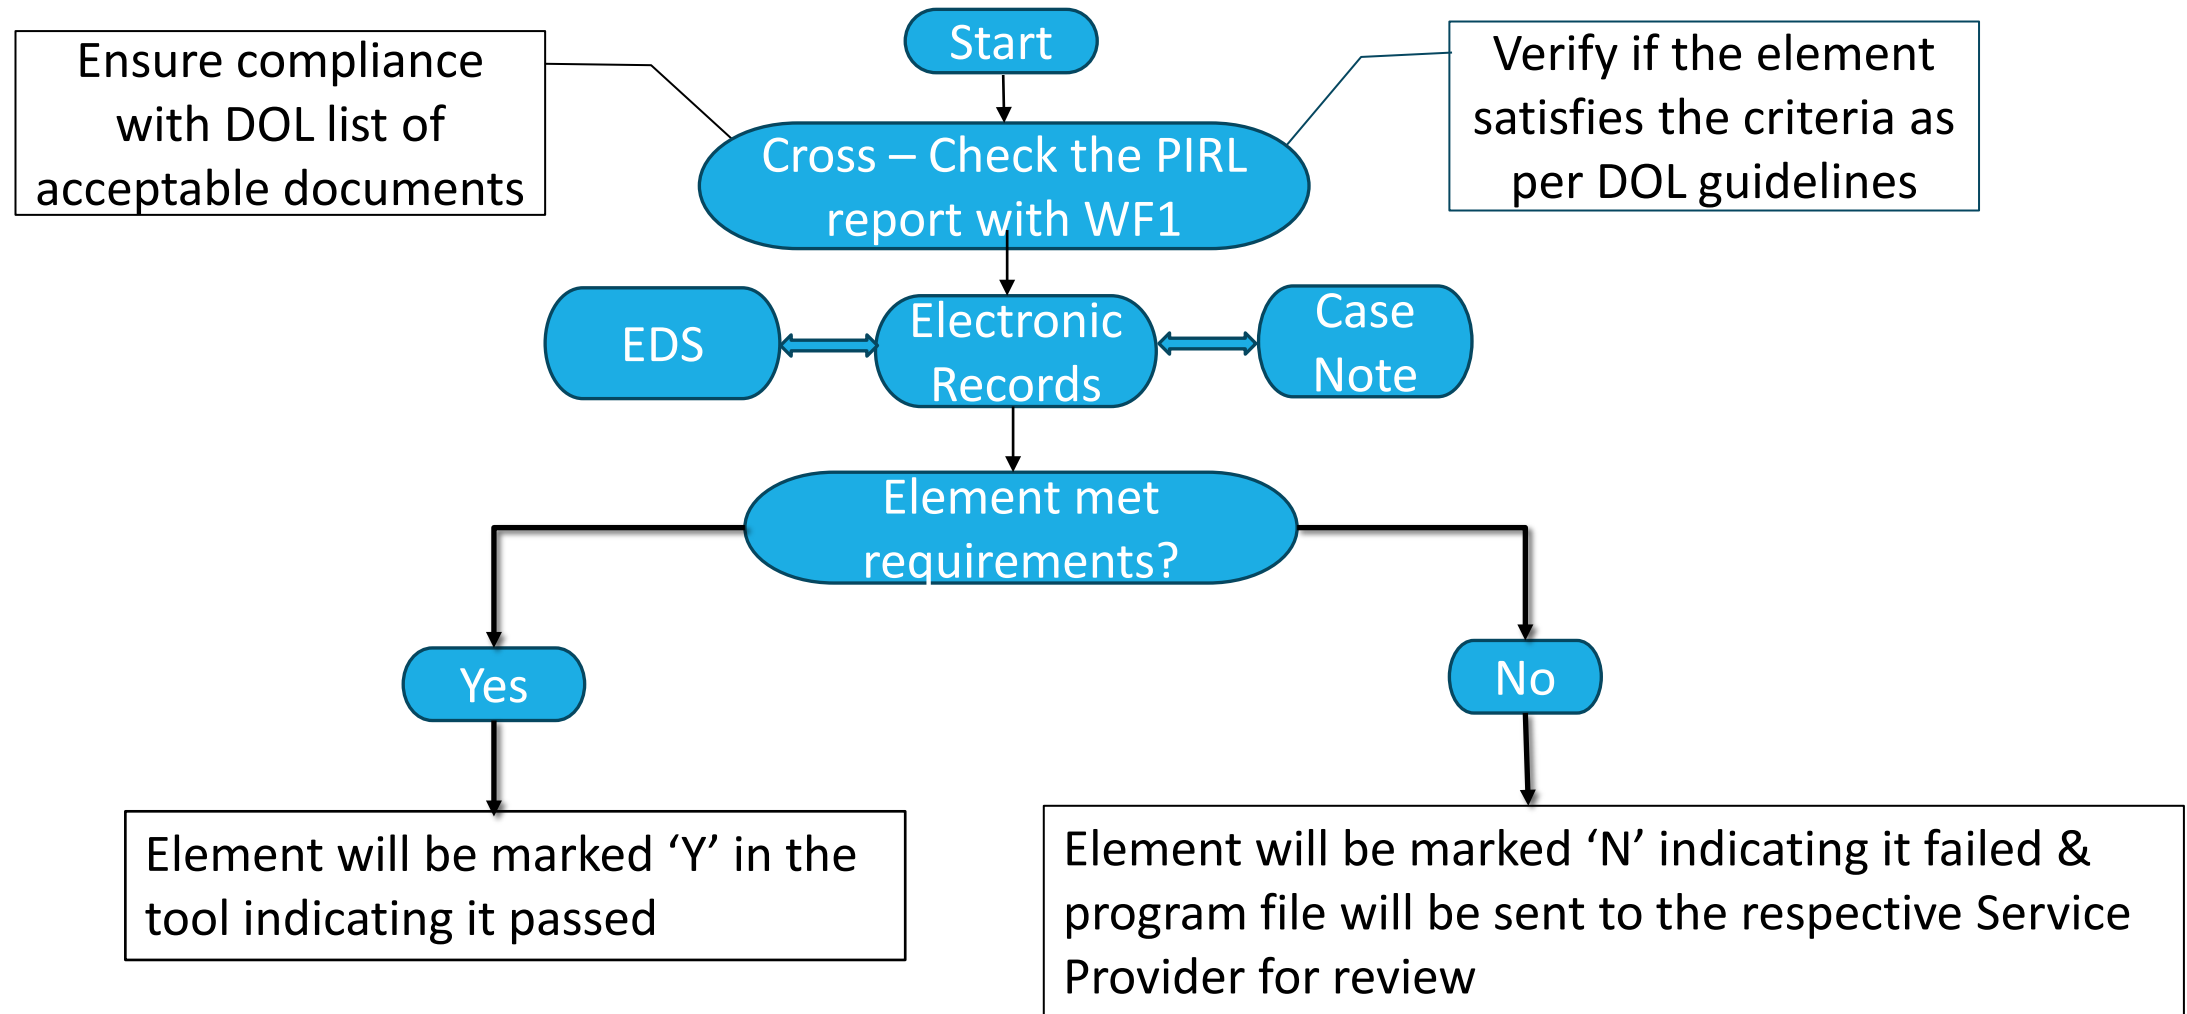 Start
Ensure compliance
with DOL list of
acceptable documents
Verify if the element
satisfies the criteria as
per DOL guidelines
Cross – Check the PIRL
report with WF1
EDS
Electronic
Records
Case
Note
Element met
requirements?
Yes
No
Element will be marked ‘Y’ in the
tool indicating it passed
Element will be marked ‘N’ indicating it failed &
program file will be sent to the respective Service
Provider for review